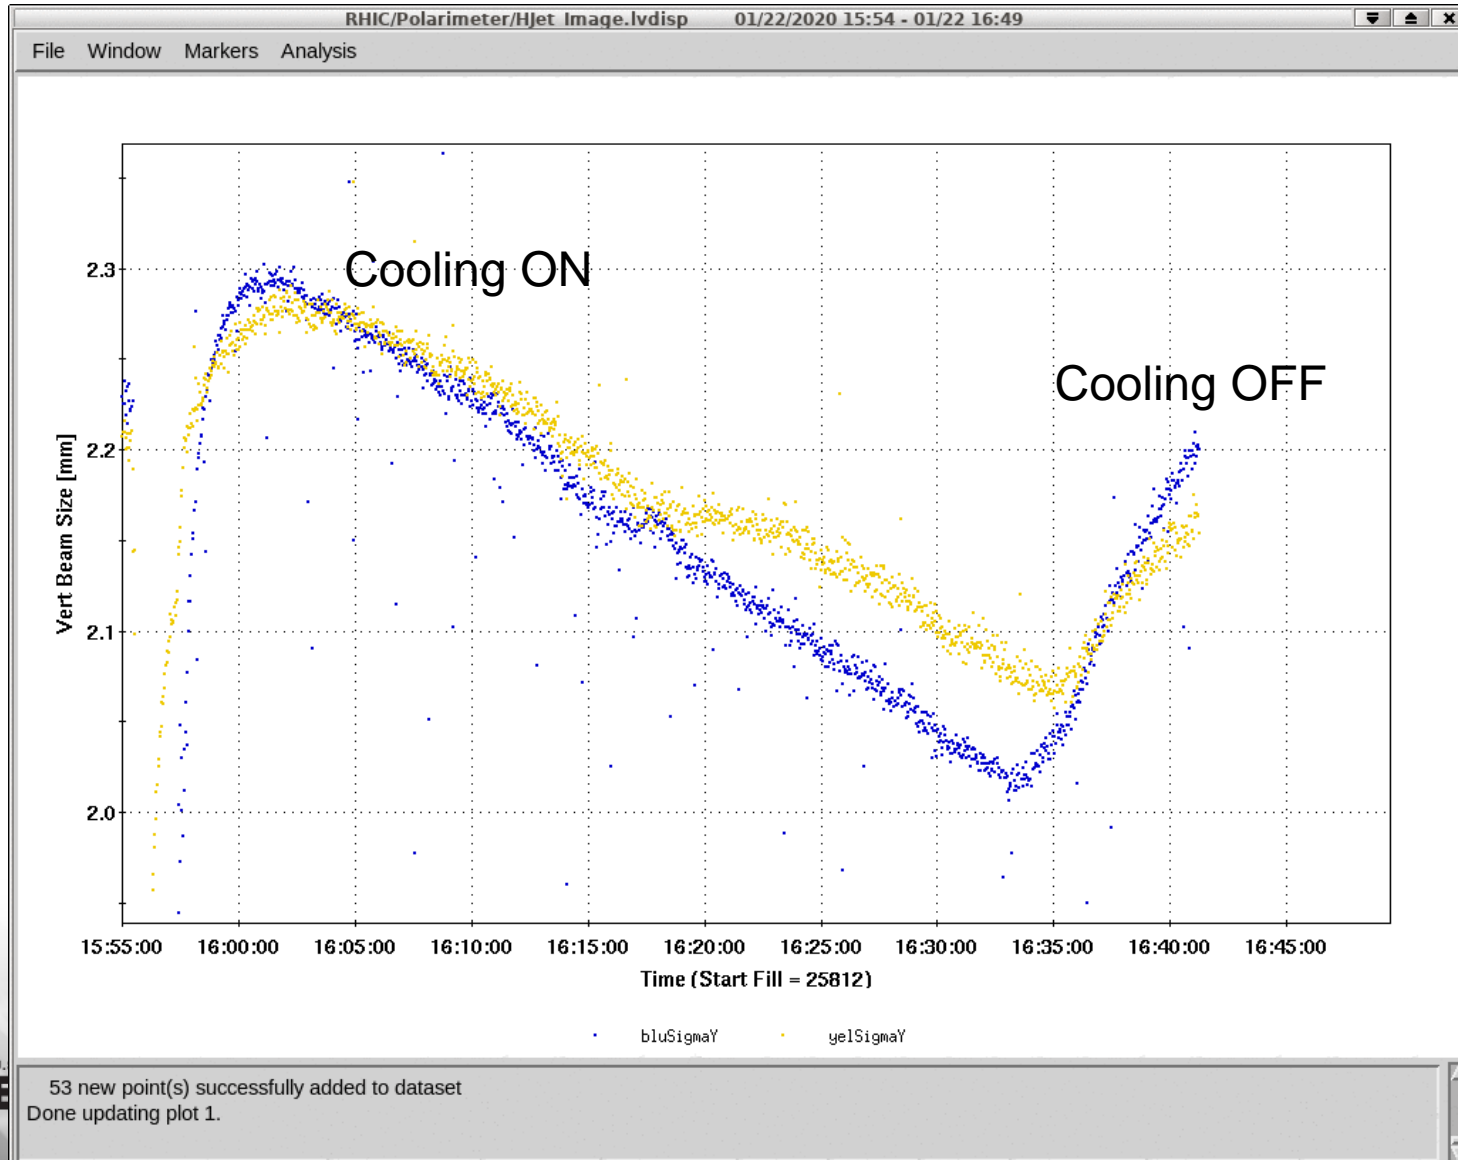 RHIC/Polarimeter/HJet_Image.lvdisp 01/22/2020 15:54 - 01/22 16:49
File Window Markers Analysis
Cooling ON
Cooling OFF
Vert Beam Size [mm]
2.3
2.2
2.1
2.0
15:55:00 16:00:00 16:05:00 16:10:00 16:15:00 16:20:00 16:25:00 16:30:00 16:35:00 16:40:00 16:45:00
Time (Start Fill = 25812)
bluSigmaY yelSigmaY
53 new point(s) successfully added to dataset
Done updating plot 1.